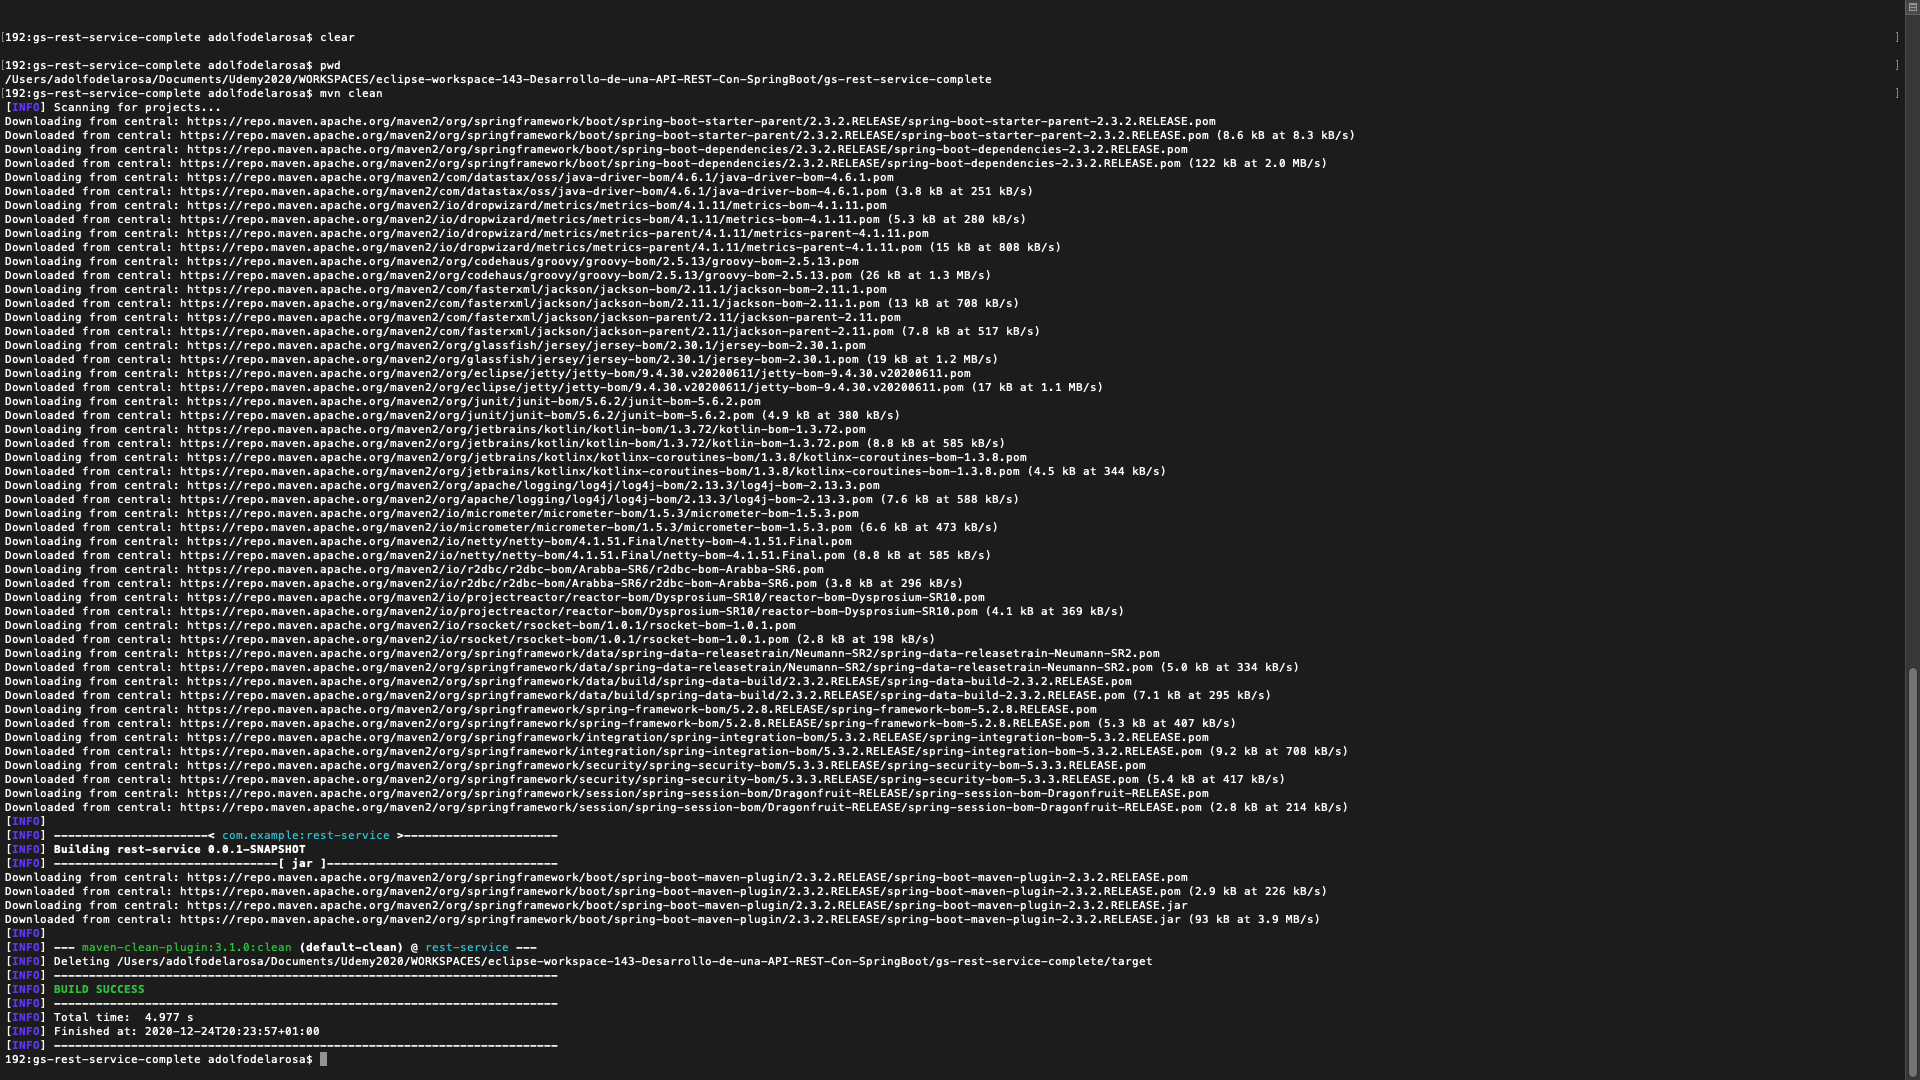 [192:gs-rest-service-complete adolfodelarosa$ clear ]
[192:gs-rest-service-complete adolfodelarosa$ pwd ]
/Users/adolfodelarosa/Documents/Udemy2020/WORKSPACES/eclipse-workspace-143-Desarrollo-de-una-API-REST-Con-SpringBoot/gs-rest-service-complete
[192:gs-rest-service-complete adolfodelarosa$ mvn clean ]
[INFO] Scanning for projects...
Downloading from central: https://repo.maven.apache.org/maven2/org/springframework/boot/spring-boot-starter-parent/2.3.2.RELEASE/spring-boot-starter-parent-2.3.2.RELEASE.pom
Downloaded from central: https://repo.maven.apache.org/maven2/org/springframework/boot/spring-boot-starter-parent/2.3.2.RELEASE/spring-boot-starter-parent-2.3.2.RELEASE.pom (8.6 kB at 8.3 kB/s)
Downloading from central: https://repo.maven.apache.org/maven2/org/springframework/boot/spring-boot-dependencies/2.3.2.RELEASE/spring-boot-dependencies-2.3.2.RELEASE.pom
Downloaded from central: https://repo.maven.apache.org/maven2/org/springframework/boot/spring-boot-dependencies/2.3.2.RELEASE/spring-boot-dependencies-2.3.2.RELEASE.pom (122 kB at 2.0 MB/s)
Downloading from central: https://repo.maven.apache.org/maven2/com/datastax/oss/java-driver-bom/4.6.1/java-driver-bom-4.6.1.pom
Downloaded from central: https://repo.maven.apache.org/maven2/com/datastax/oss/java-driver-bom/4.6.1/java-driver-bom-4.6.1.pom (3.8 kB at 251 kB/s)
Downloading from central: https://repo.maven.apache.org/maven2/io/dropwizard/metrics/metrics-bom/4.1.11/metrics-bom-4.1.11.pom
Downloaded from central: https://repo.maven.apache.org/maven2/io/dropwizard/metrics/metrics-bom/4.1.11/metrics-bom-4.1.11.pom (5.3 kB at 280 kB/s)
Downloading from central: https://repo.maven.apache.org/maven2/io/dropwizard/metrics/metrics-parent/4.1.11/metrics-parent-4.1.11.pom
Downloaded from central: https://repo.maven.apache.org/maven2/io/dropwizard/metrics/metrics-parent/4.1.11/metrics-parent-4.1.11.pom (15 kB at 808 kB/s)
Downloading from central: https://repo.maven.apache.org/maven2/org/codehaus/groovy/groovy-bom/2.5.13/groovy-bom-2.5.13.pom
Downloaded from central: https://repo.maven.apache.org/maven2/org/codehaus/groovy/groovy-bom/2.5.13/groovy-bom-2.5.13.pom (26 kB at 1.3 MB/s)
Downloading from central: https://repo.maven.apache.org/maven2/com/fasterxml/jackson/jackson-bom/2.11.1/jackson-bom-2.11.1.pom
Downloaded from central: https://repo.maven.apache.org/maven2/com/fasterxml/jackson/jackson-bom/2.11.1/jackson-bom-2.11.1.pom (13 kB at 708 kB/s)
Downloading from central: https://repo.maven.apache.org/maven2/com/fasterxml/jackson/jackson-parent/2.11/jackson-parent-2.11.pom
Downloaded from central: https://repo.maven.apache.org/maven2/com/fasterxml/jackson/jackson-parent/2.11/jackson-parent-2.11.pom (7.8 kB at 517 kB/s)
Downloading from central: https://repo.maven.apache.org/maven2/org/glassfish/jersey/jersey-bom/2.30.1/jersey-bom-2.30.1.pom
Downloaded from central: https://repo.maven.apache.org/maven2/org/glassfish/jersey/jersey-bom/2.30.1/jersey-bom-2.30.1.pom (19 kB at 1.2 MB/s)
Downloading from central: https://repo.maven.apache.org/maven2/org/eclipse/jetty/jetty-bom/9.4.30.v20200611/jetty-bom-9.4.30.v20200611.pom
Downloaded from central: https://repo.maven.apache.org/maven2/org/eclipse/jetty/jetty-bom/9.4.30.v20200611/jetty-bom-9.4.30.v20200611.pom (17 kB at 1.1 MB/s)
Downloading from central: https://repo.maven.apache.org/maven2/org/junit/junit-bom/5.6.2/junit-bom-5.6.2.pom
Downloaded from central: https://repo.maven.apache.org/maven2/org/junit/junit-bom/5.6.2/junit-bom-5.6.2.pom (4.9 kB at 380 kB/s)
Downloading from central: https://repo.maven.apache.org/maven2/org/jetbrains/kotlin/kotlin-bom/1.3.72/kotlin-bom-1.3.72.pom
Downloaded from central: https://repo.maven.apache.org/maven2/org/jetbrains/kotlin/kotlin-bom/1.3.72/kotlin-bom-1.3.72.pom (8.8 kB at 585 kB/s)
Downloading from central: https://repo.maven.apache.org/maven2/org/jetbrains/kotlinx/kotlinx-coroutines-bom/1.3.8/kotlinx-coroutines-bom-1.3.8.pom
Downloaded from central: https://repo.maven.apache.org/maven2/org/jetbrains/kotlinx/kotlinx-coroutines-bom/1.3.8/kotlinx-coroutines-bom-1.3.8.pom (4.5 kB at 344 kB/s)
Downloading from central: https://repo.maven.apache.org/maven2/org/apache/logging/log4j/log4j-bom/2.13.3/log4j-bom-2.13.3.pom
Downloaded from central: https://repo.maven.apache.org/maven2/org/apache/logging/log4j/log4j-bom/2.13.3/log4j-bom-2.13.3.pom (7.6 kB at 588 kB/s)
Downloading from central: https://repo.maven.apache.org/maven2/io/micrometer/micrometer-bom/1.5.3/micrometer-bom-1.5.3.pom
Downloaded from central: https://repo.maven.apache.org/maven2/io/micrometer/micrometer-bom/1.5.3/micrometer-bom-1.5.3.pom (6.6 kB at 473 kB/s)
Downloading from central: https://repo.maven.apache.org/maven2/io/netty/netty-bom/4.1.51.Final/netty-bom-4.1.51.Final.pom
Downloaded from central: https://repo.maven.apache.org/maven2/io/netty/netty-bom/4.1.51.Final/netty-bom-4.1.51.Final.pom (8.8 kB at 585 kB/s)
Downloading from central: https://repo.maven.apache.org/maven2/io/r2dbc/r2dbc-bom/Arabba-SR6/r2dbc-bom-Arabba-SR6.pom
Downloaded from central: https://repo.maven.apache.org/maven2/io/r2dbc/r2dbc-bom/Arabba-SR6/r2dbc-bom-Arabba-SR6.pom (3.8 kB at 296 kB/s)
Downloading from central: https://repo.maven.apache.org/maven2/io/projectreactor/reactor-bom/Dysprosium-SR10/reactor-bom-Dysprosium-SR10.pom
Downloaded from central: https://repo.maven.apache.org/maven2/io/projectreactor/reactor-bom/Dysprosium-SR10/reactor-bom-Dysprosium-SR10.pom (4.1 kB at 369 kB/s)
Downloading from central: https://repo.maven.apache.org/maven2/io/rsocket/rsocket-bom/1.0.1/rsocket-bom-1.0.1.pom
Downloaded from central: https://repo.maven.apache.org/maven2/io/rsocket/rsocket-bom/1.0.1/rsocket-bom-1.0.1.pom (2.8 kB at 198 kB/s)
Downloading from central: https://repo.maven.apache.org/maven2/org/springframework/data/spring-data-releasetrain/Neumann-SR2/spring-data-releasetrain-Neumann-SR2.pom
Downloaded from central: https://repo.maven.apache.org/maven2/org/springframework/data/spring-data-releasetrain/Neumann-SR2/spring-data-releasetrain-Neumann-SR2.pom (5.0 kB at 334 kB/s)
Downloading from central: https://repo.maven.apache.org/maven2/org/springframework/data/build/spring-data-build/2.3.2.RELEASE/spring-data-build-2.3.2.RELEASE.pom
Downloaded from central: https://repo.maven.apache.org/maven2/org/springframework/data/build/spring-data-build/2.3.2.RELEASE/spring-data-build-2.3.2.RELEASE.pom (7.1 kB at 295 kB/s)
Downloading from central: https://repo.maven.apache.org/maven2/org/springframework/spring-framework-bom/5.2.8.RELEASE/spring-framework-bom-5.2.8.RELEASE.pom
Downloaded from central: https://repo.maven.apache.org/maven2/org/springframework/spring-framework-bom/5.2.8.RELEASE/spring-framework-bom-5.2.8.RELEASE.pom (5.3 kB at 407 kB/s)
Downloading from central: https://repo.maven.apache.org/maven2/org/springframework/integration/spring-integration-bom/5.3.2.RELEASE/spring-integration-bom-5.3.2.RELEASE.pom
Downloaded from central: https://repo.maven.apache.org/maven2/org/springframework/integration/spring-integration-bom/5.3.2.RELEASE/spring-integration-bom-5.3.2.RELEASE.pom (9.2 kB at 708 kB/s)
Downloading from central: https://repo.maven.apache.org/maven2/org/springframework/security/spring-security-bom/5.3.3.RELEASE/spring-security-bom-5.3.3.RELEASE.pom
Downloaded from central: https://repo.maven.apache.org/maven2/org/springframework/security/spring-security-bom/5.3.3.RELEASE/spring-security-bom-5.3.3.RELEASE.pom (5.4 kB at 417 kB/s)
Downloading from central: https://repo.maven.apache.org/maven2/org/springframework/session/spring-session-bom/Dragonfruit-RELEASE/spring-session-bom-Dragonfruit-RELEASE.pom
Downloaded from central: https://repo.maven.apache.org/maven2/org/springframework/session/spring-session-bom/Dragonfruit-RELEASE/spring-session-bom-Dragonfruit-RELEASE.pom (2.8 kB at 214 kB/s)
[INFO]
[INFO] ----------------------< com.example:rest-service >----------------------
[INFO] Building rest-service 0.0.1-SNAPSHOT
[INFO] --------------------------------[ jar ]---------------------------------
Downloading from central: https://repo.maven.apache.org/maven2/org/springframework/boot/spring-boot-maven-plugin/2.3.2.RELEASE/spring-boot-maven-plugin-2.3.2.RELEASE.pom
Downloaded from central: https://repo.maven.apache.org/maven2/org/springframework/boot/spring-boot-maven-plugin/2.3.2.RELEASE/spring-boot-maven-plugin-2.3.2.RELEASE.pom (2.9 kB at 226 kB/s)
Downloading from central: https://repo.maven.apache.org/maven2/org/springframework/boot/spring-boot-maven-plugin/2.3.2.RELEASE/spring-boot-maven-plugin-2.3.2.RELEASE.jar
Downloaded from central: https://repo.maven.apache.org/maven2/org/springframework/boot/spring-boot-maven-plugin/2.3.2.RELEASE/spring-boot-maven-plugin-2.3.2.RELEASE.jar (93 kB at 3.9 MB/s)
[INFO]
[INFO] --- maven-clean-plugin:3.1.0:clean (default-clean) @ rest-service ---
[INFO] Deleting /Users/adolfodelarosa/Documents/Udemy2020/WORKSPACES/eclipse-workspace-143-Desarrollo-de-una-API-REST-Con-SpringBoot/gs-rest-service-complete/target
[INFO] ------------------------------------------------------------------------
[INFO] BUILD SUCCESS
[INFO] ------------------------------------------------------------------------
[INFO] Total time:  4.977 s
[INFO] Finished at: 2020-12-24T20:23:57+01:00
[INFO] ------------------------------------------------------------------------
192:gs-rest-service-complete adolfodelarosa$